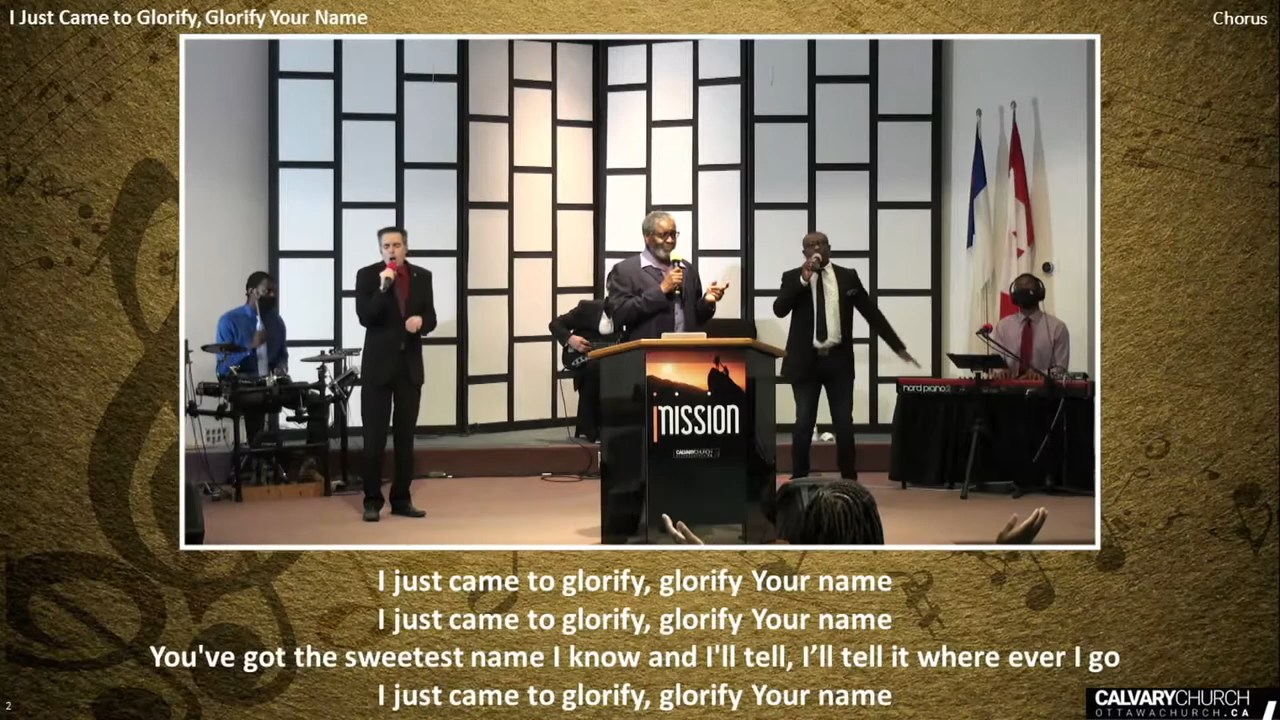 I Just Came to Glorify, Glorify Your Name
Chorus
nord piano
iMISSION
CALVARYCHURCH
I just came to glorify, glorify Your name
I just came to glorify, glorify Your name
You've got the sweetest name I know and I'll tell, I’ll tell it where ever I go
I just came to glorify, glorify Your name
2
CALVARYCHURCH
OTTAWACHURCH.CA